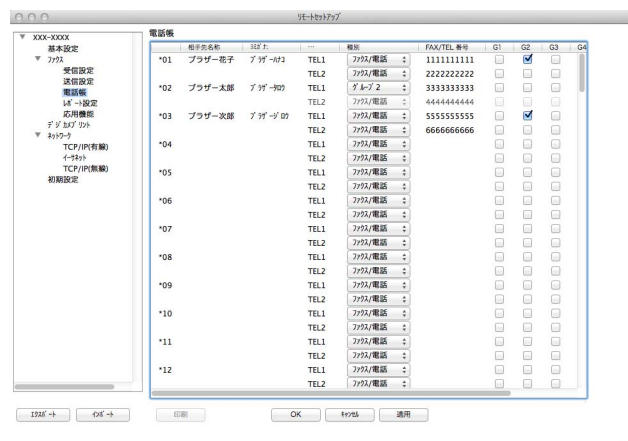 リモートセットアップ
XXX-XXXX
基本設定
ファクス
受信設定
送信設定
電話帳
ﾚﾎﾟｰﾄ設定
応用機能
ﾃﾞｼﾞｶﾒﾌﾟﾘﾝﾄ
ﾈｯﾄﾜｰｸ
TCP/IP(有線)
ｲｰｻﾈｯﾄ
TCP/IP(無線)
初期設定
電話帳
相手先名称 ﾖﾐｶﾞﾅ: ... 種別 FAX/TEL 番号 G1 G2 G3 G4
*01 ブラザー花子 ﾌﾞﾗｻﾞｰﾊﾅｺ TEL1 ﾌｧｸｽ/電話 1111111111
TEL2 ﾌｧｸｽ/電話 2222222222
*02 ブラザー太郎 ﾌﾞﾗｻﾞｰﾀﾛｳ TEL1 ｸﾞﾙｰﾌﾟ2 3333333333
TEL2 ﾌｧｸｽ/電話 4444444444
*03 ブラザー次郎 ﾌﾞﾗｻﾞｰｼﾞﾛｳ TEL1 ﾌｧｸｽ/電話 5555555555
TEL2 ﾌｧｸｽ/電話 6666666666
*04 TEL1 ﾌｧｸｽ/電話
TEL2 ﾌｧｸｽ/電話
*05 TEL1 ﾌｧｸｽ/電話
TEL2 ﾌｧｸｽ/電話
*06 TEL1 ﾌｧｸｽ/電話
TEL2 ﾌｧｸｽ/電話
*07 TEL1 ﾌｧｸｽ/電話
TEL2 ﾌｧｸｽ/電話
*08 TEL1 ﾌｧｸｽ/電話
TEL2 ﾌｧｸｽ/電話
*09 TEL1 ﾌｧｸｽ/電話
TEL2 ﾌｧｸｽ/電話
*10 TEL1 ﾌｧｸｽ/電話
TEL2 ﾌｧｸｽ/電話
*11 TEL1 ﾌｧｸｽ/電話
TEL2 ﾌｧｸｽ/電話
*12 TEL1 ﾌｧｸｽ/電話
TEL2 ﾌｧｸｽ/電話
ｴｸｽﾎﾟｰﾄ ｲﾝﾎﾟｰﾄ 印刷 OK ｷｬﾝｾﾙ 適用